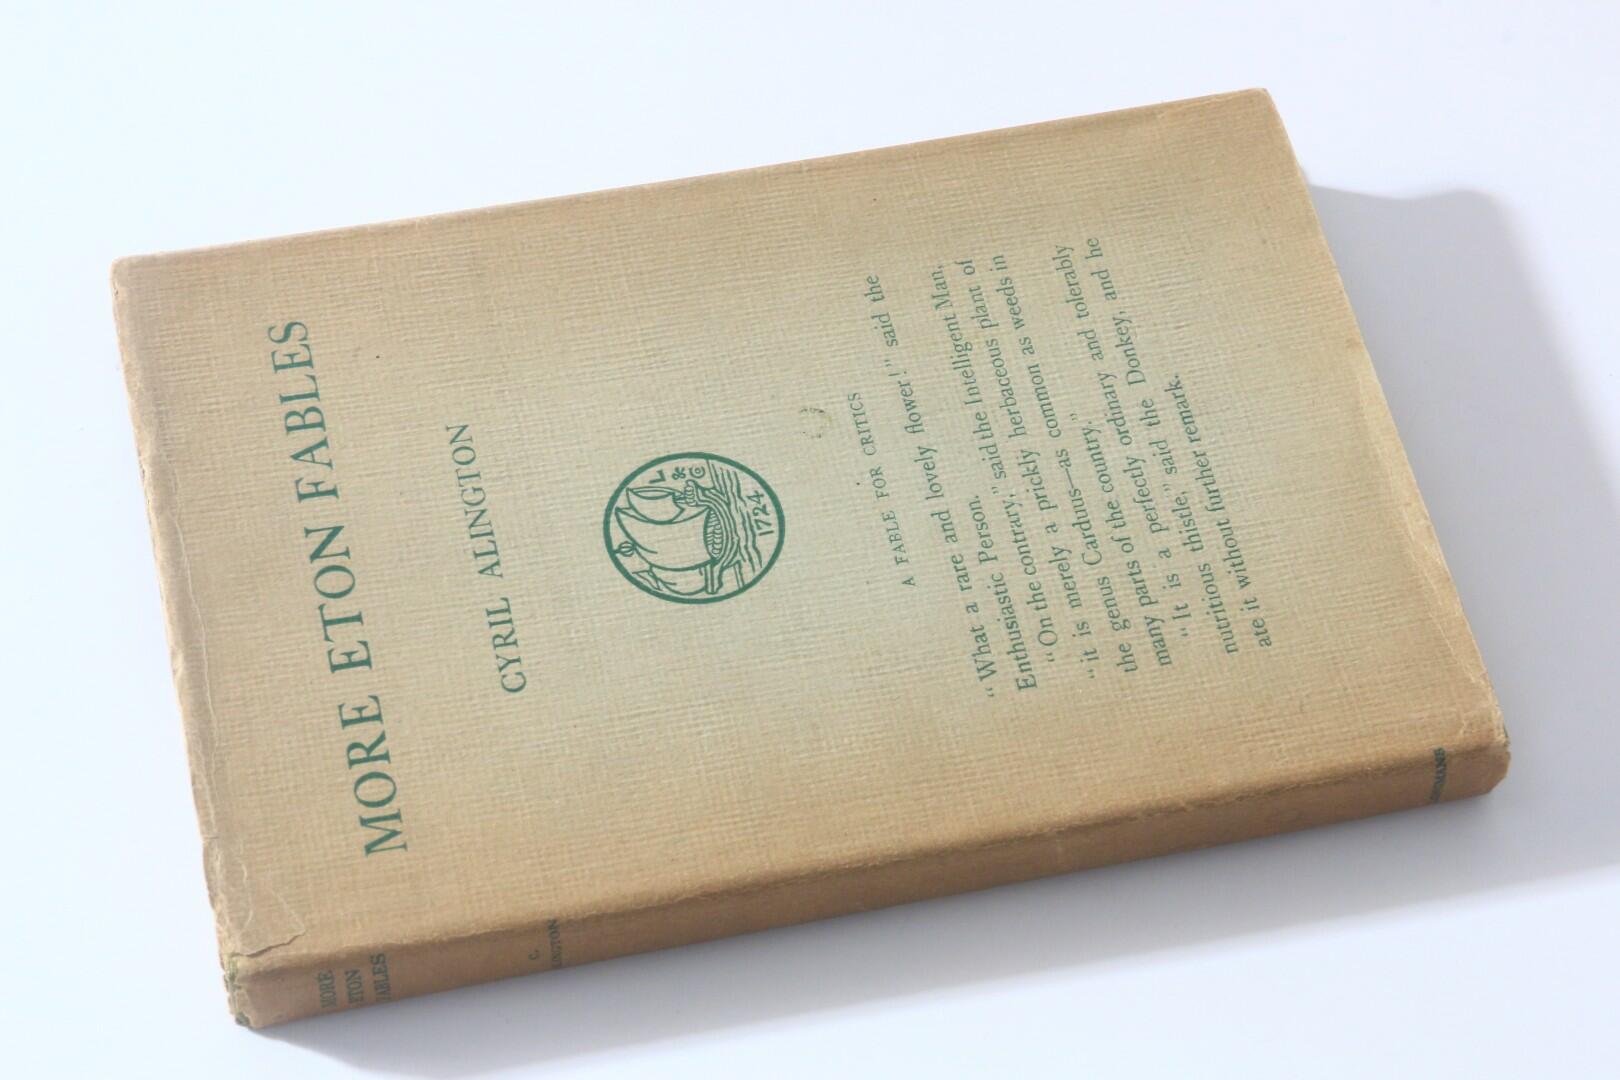 MORE ETON FABLES
CYRIL ALINGTON
L
& C
1724
A FABLE FOR CRITICS
"What a rare and lovely flower!" said the
Enthusiastic Person.
"On the contrary," said the Intelligent Man,
"it is merely a prickly herbaceous plant of
the genus Carduus—as common as weeds in
many parts of the country."
"It is a perfectly ordinary and tolerably
nutritious thistle," said the Donkey, and he
ate it without further remark.
MORE
ETON
FABLES
C.
ALINGTON
LONGMANS